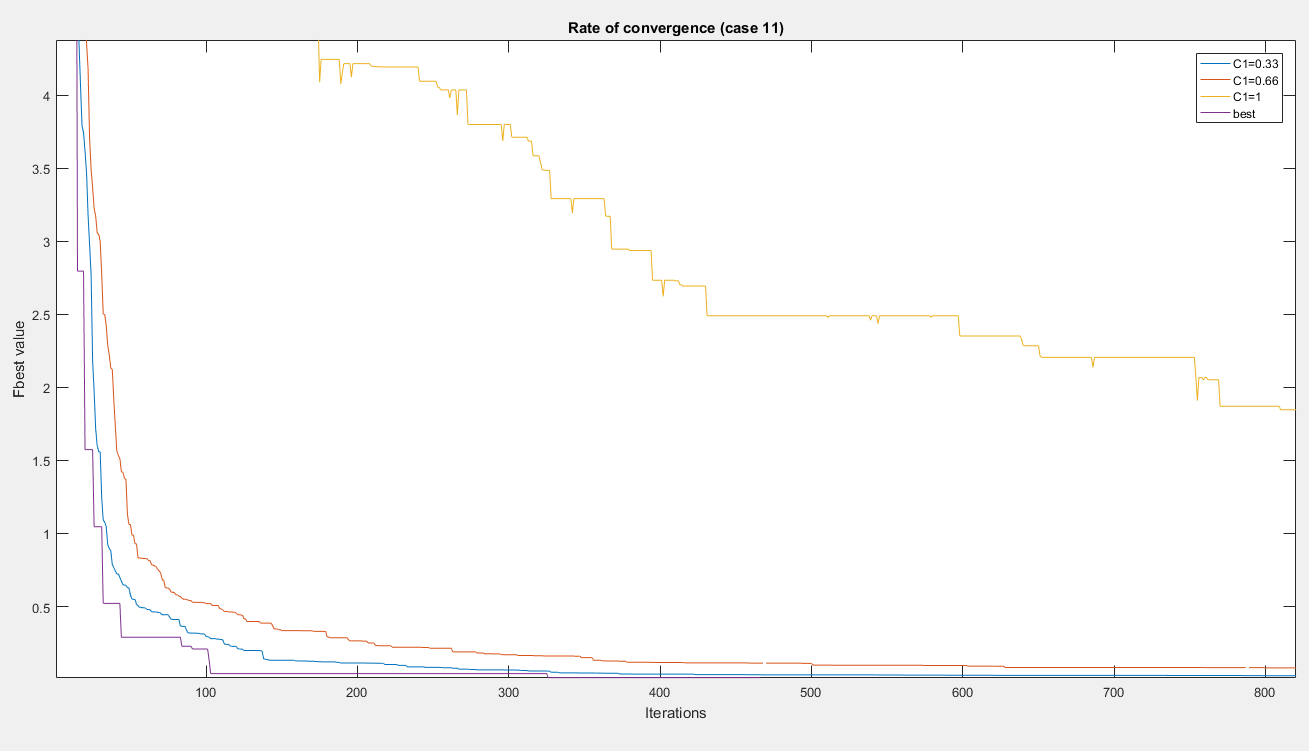 Rate of convergence (case 11)
C1=0.33
C1=0.66
C1=1
best
Fbest value
4
3.5
3
2.5
2
1.5
1
0.5
100 200 300 400 500 600 700 800
Iterations